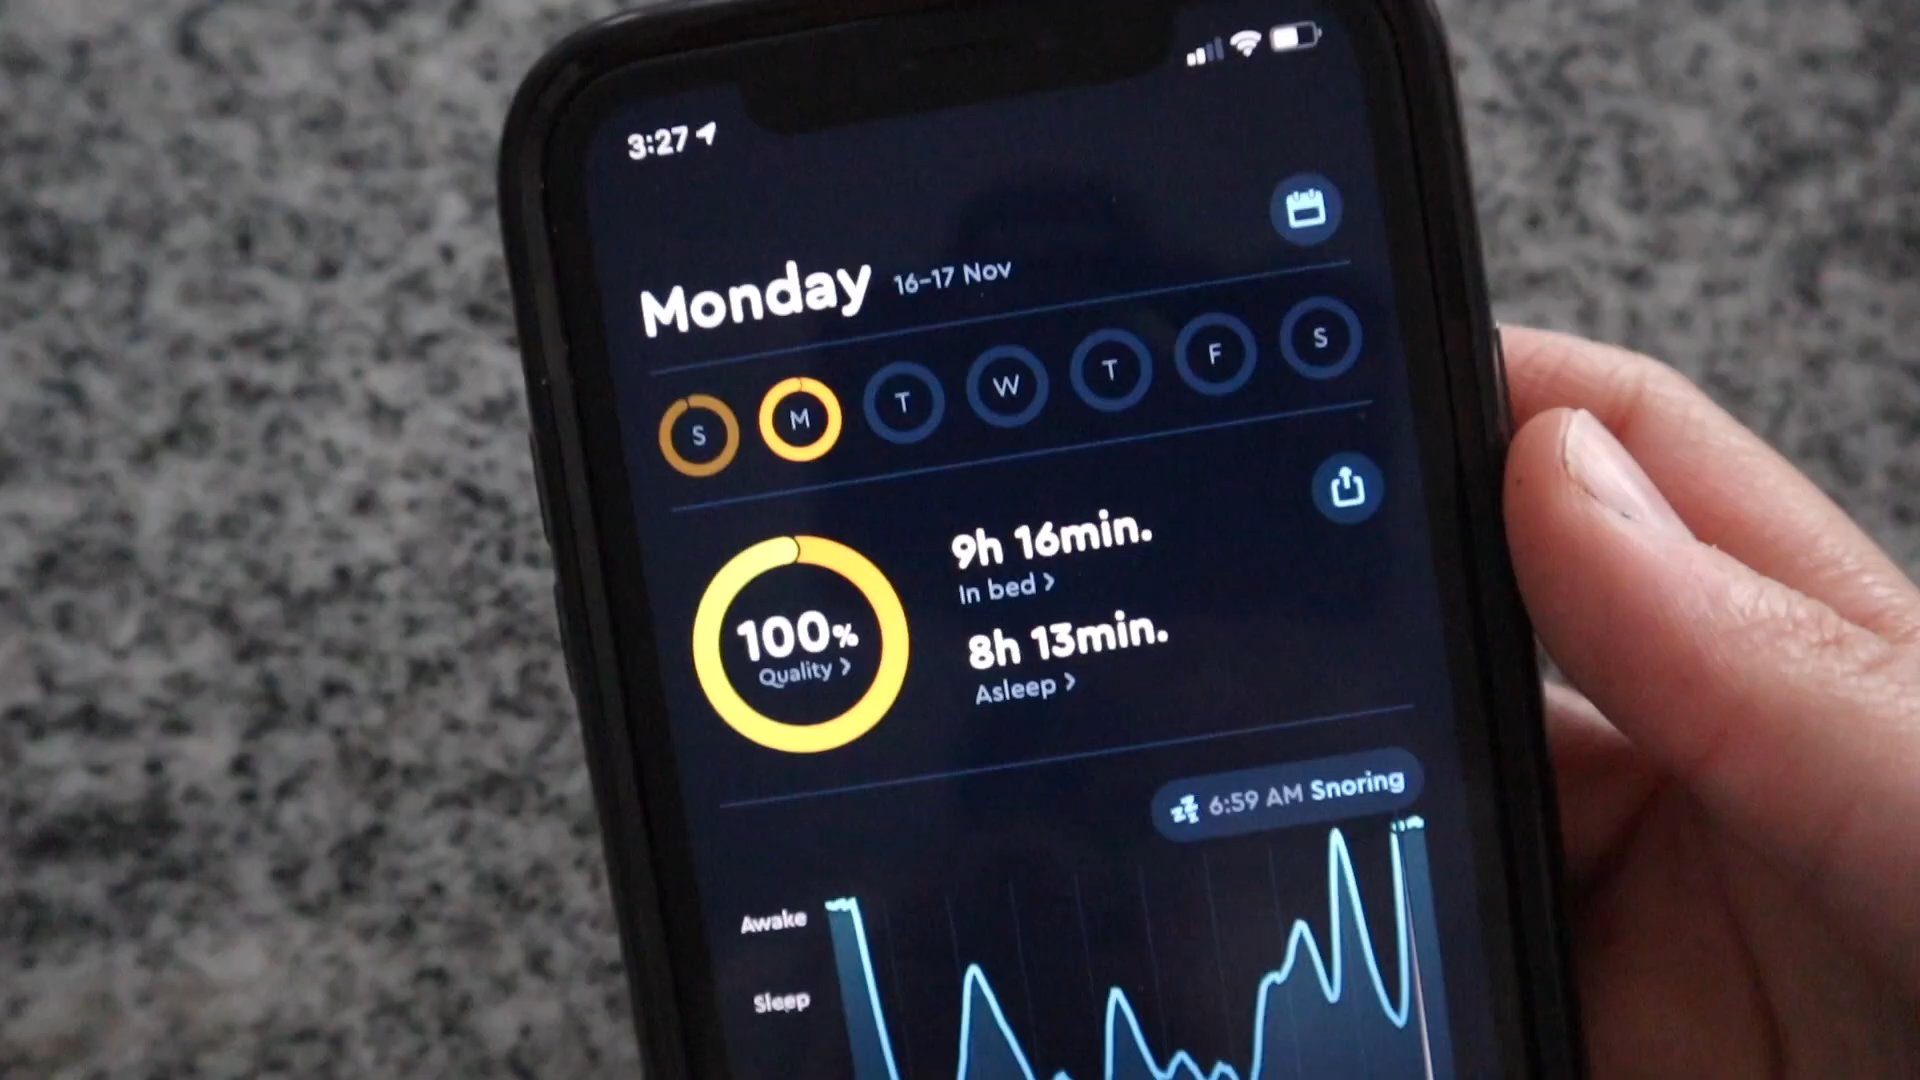 3:27
Monday 16–17 Nov
S M T W T F S
9h 16min.
In bed >
100%
Quality >
8h 13min.
Asleep >
6:59 AM Snoring
Awake
Sleep